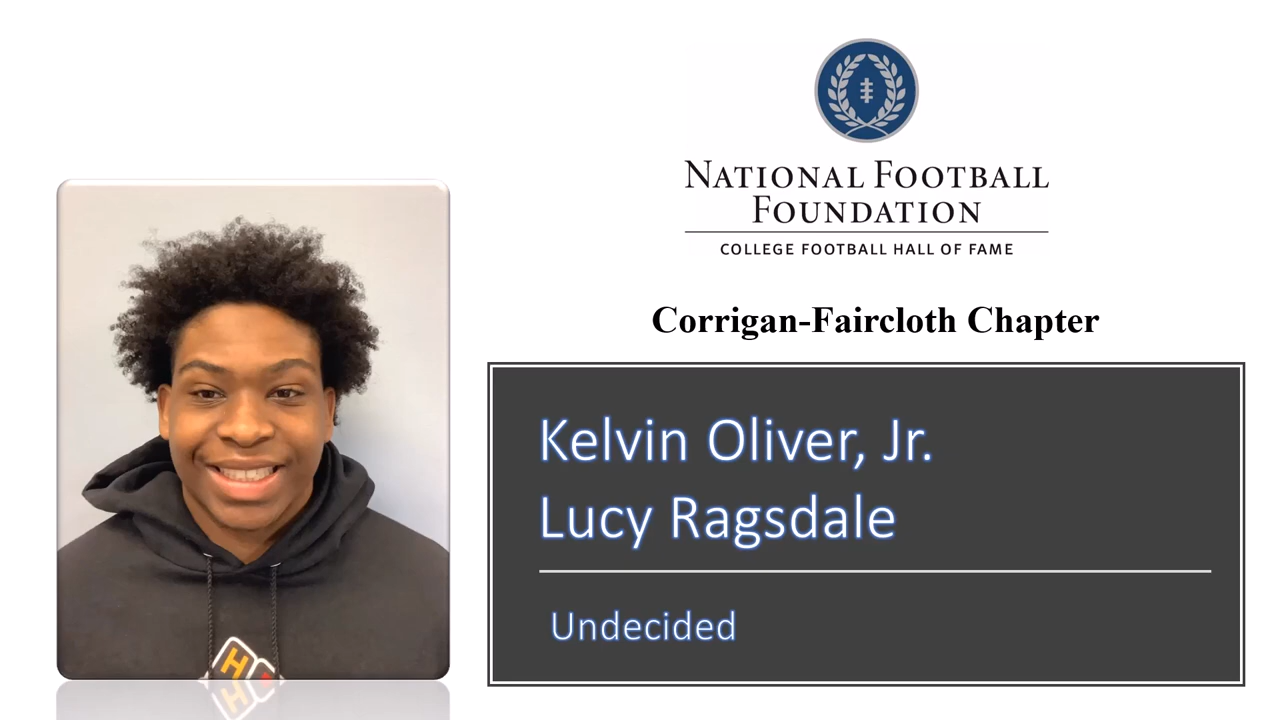 NATIONAL FOOTBALL
FOUNDATION
COLLEGE FOOTBALL HALL OF FAME
Corrigan-Faircloth Chapter
Kelvin Oliver, Jr.
Lucy Ragsdale
Undecided
H